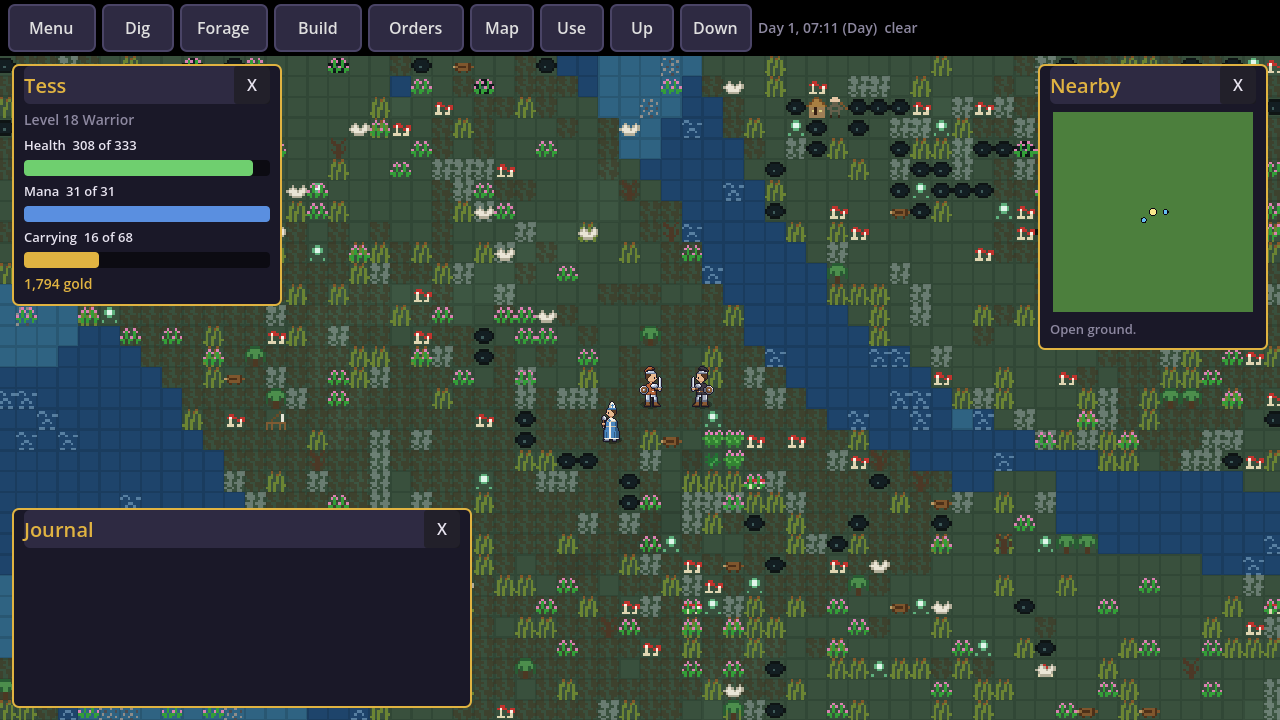 Menu
Dig
Forage
Build
Orders
Map
Use
Up
Down
Day 1, 07:11 (Day) clear
Tess
X
Level 18 Warrior
Health 308 of 333
Mana 31 of 31
Carrying 16 of 68
1,794 gold
Nearby
X
Open ground.
Journal
X